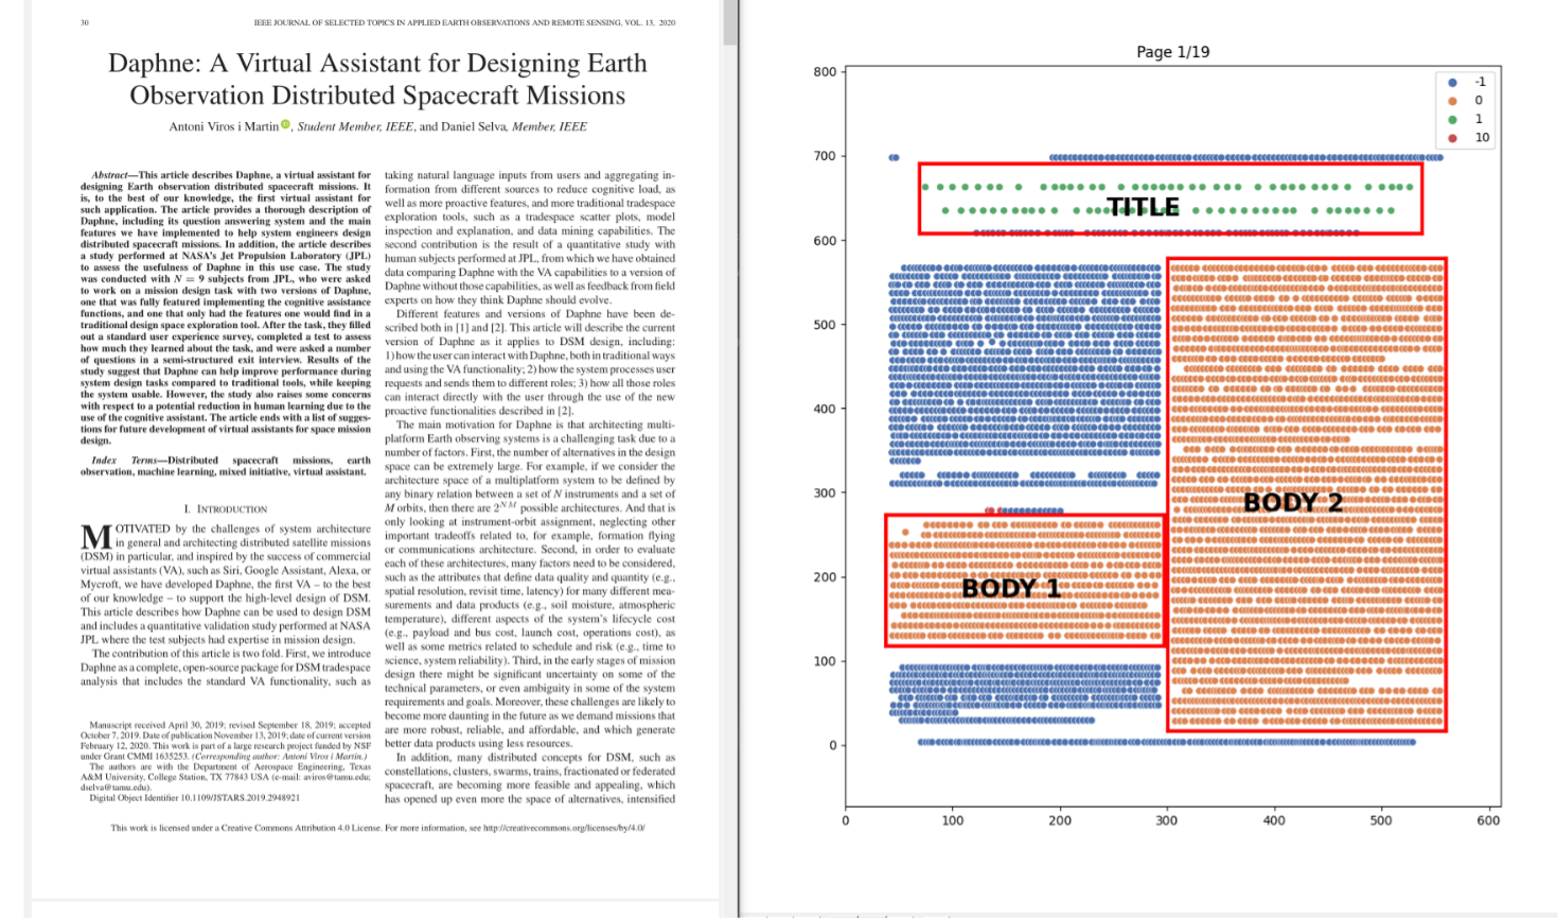 30
IEEE JOURNAL OF SELECTED TOPICS IN APPLIED EARTH OBSERVATIONS AND REMOTE SENSING, VOL. 13, 2020
Daphne: A Virtual Assistant for Designing Earth
Observation Distributed Spacecraft Missions
Antoni Viros i Martin, Student Member, IEEE, and Daniel Selva, Member, IEEE
Abstract—This article describes Daphne, a virtual assistant for
designing Earth observation distributed spacecraft missions. It
is, to the best of our knowledge, the first virtual assistant for
such application. The article provides a thorough description of
Daphne, including its question answering system and the main
features we have implemented to help system engineers design
distributed spacecraft missions. In addition, the article describes
a study performed at NASA's Jet Propulsion Laboratory (JPL)
to assess the usefulness of Daphne in this use case. The study
was conducted with N = 9 subjects from JPL, who were asked
to work on a mission design task with two versions of Daphne,
one that was fully featured implementing the cognitive assistance
functions, and one that only had the features one would find in a
traditional design space exploration tool. After the task, they filled
out a standard user experience survey, completed a test to assess
how much they learned about the task, and were asked a number
of questions in a semi-structured exit interview. Results of the
study suggest that Daphne can help improve performance during
system design tasks compared to traditional tools, while keeping
the system usable. However, the study also raises some concerns
with respect to a potential reduction in human learning due to the
use of the cognitive assistant. The article ends with a list of sugges-
tions for future development of virtual assistants for space mission
design.
Index Terms—Distributed spacecraft missions, earth
observation, machine learning, mixed initiative, virtual assistant.
I. INTRODUCTION
MOTIVATED by the challenges of system architecture
in general and architecting distributed satellite missions
(DSM) in particular, and inspired by the success of commercial
virtual assistants (VA), such as Siri, Google Assistant, Alexa, or
Mycroft, we have developed Daphne, the first VA – to the best
of our knowledge – to support the high-level design of DSM.
This article describes how Daphne can be used to design DSM
and includes a quantitative validation study performed at NASA
JPL where the test subjects had expertise in mission design.
The contribution of this article is two fold. First, we introduce
Daphne as a complete, open-source package for DSM tradespace
analysis that includes the standard VA functionality, such as
Manuscript received April 30, 2019; revised September 18, 2019; accepted
October 7, 2019. Date of publication November 13, 2019; date of current version
February 12, 2020. This work is part of a large research project funded by NSF
under Grant CMMI 1635253. (Corresponding author: Antoni Viros i Martin.)
The authors are with the Department of Aerospace Engineering, Texas
A&M University, College Station, TX 77843 USA (e-mail: aviros@tamu.edu;
dselva@tamu.edu).
Digital Object Identifier 10.1109/JSTARS.2019.2948921
taking natural language inputs from users and aggregating in-
formation from different sources to reduce cognitive load, as
well as more proactive features, and more traditional tradespace
exploration tools, such as a tradespace scatter plots, model
inspection and explanation, and data mining capabilities. The
second contribution is the result of a quantitative study with
human subjects performed at JPL, from which we have obtained
data comparing Daphne with the VA capabilities to a version of
Daphne without those capabilities, as well as feedback from field
experts on how they think Daphne should evolve.
Different features and versions of Daphne have been de-
scribed both in [1] and [2]. This article will describe the current
version of Daphne as it applies to DSM design, including:
1) how the user can interact with Daphne, both in traditional ways
and using the VA functionality; 2) how the system processes user
requests and sends them to different roles; 3) how all those roles
can interact directly with the user through the use of the new
proactive functionalities described in [2].
The main motivation for Daphne is that architecting multi-
platform Earth observing systems is a challenging task due to a
number of factors. First, the number of alternatives in the design
space can be extremely large. For example, if we consider the
architecture space of a multiplatform system to be defined by
any binary relation between a set of N instruments and a set of
M orbits, then there are 2^NM possible architectures. And that is
only looking at instrument-orbit assignment, neglecting other
important tradeoffs related to, for example, formation flying
or communications architecture. Second, in order to evaluate
each of these architectures, many factors need to be considered,
such as the attributes that define data quality and quantity (e.g.,
spatial resolution, revisit time, latency) for many different mea-
surements and data products (e.g., soil moisture, atmospheric
temperature), different aspects of the system's lifecycle cost
(e.g., payload and bus cost, launch cost, operations cost), as
well as some metrics related to schedule and risk (e.g., time to
science, system reliability). Third, in the early stages of mission
design there might be significant uncertainty on some of the
technical parameters, or even ambiguity in some of the system
requirements and goals. Moreover, these challenges are likely to
become more daunting in the future as we demand missions that
are more robust, reliable, and affordable, and which generate
better data products using less resources.
In addition, many distributed concepts for DSM, such as
constellations, clusters, swarms, trains, fractionated or federated
spacecraft, are becoming more feasible and appealing, which
has opened up even more the space of alternatives, intensified
This work is licensed under a Creative Commons Attribution 4.0 License. For more information, see http://creativecommons.org/licenses/by/4.0/
Page 1/19
800
700
600
500
400
300
200
100
0
0 100 200 300 400 500 600
-1
0
1
10
TITLE
BODY 2
BODY 1